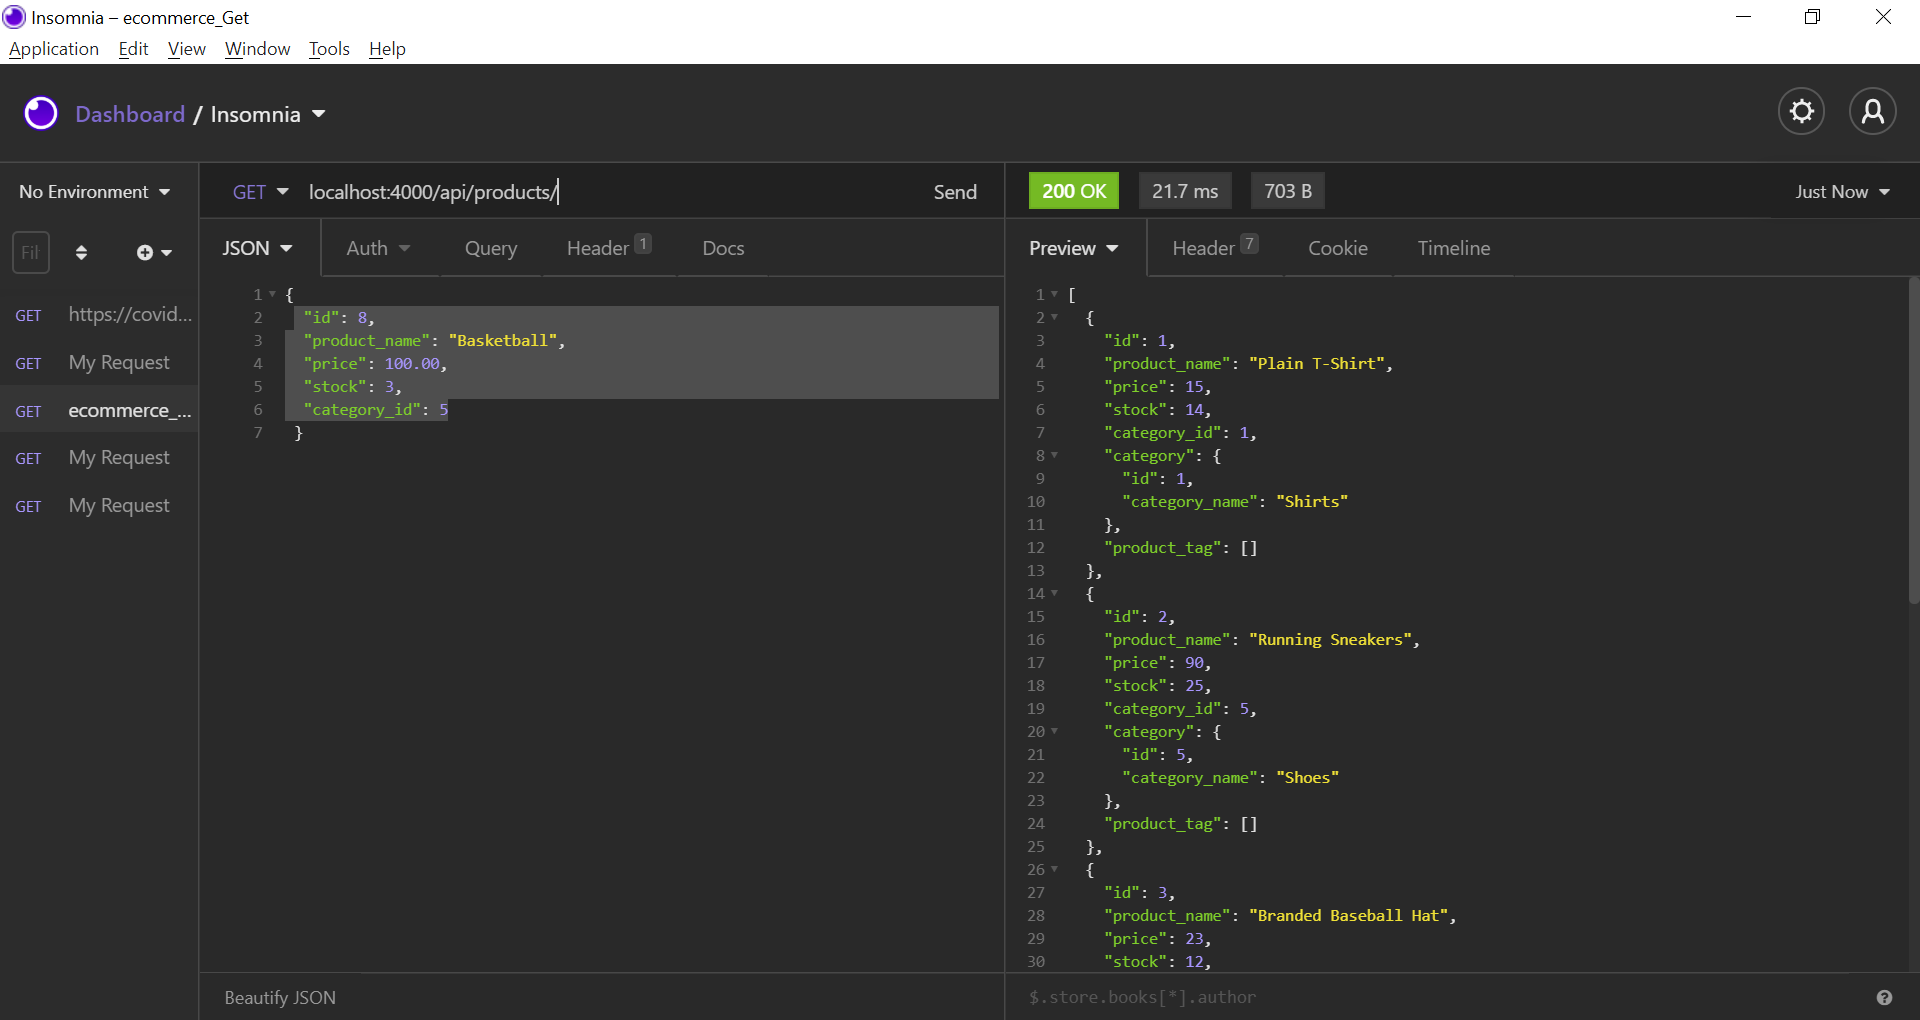 Insomnia – ecommerce_Get
Application Edit View Window Tools Help
Dashboard / Insomnia
No Environment
GET localhost:4000/api/products/ Send
200 OK 21.7 ms 703 B Just Now
Fil
JSON Auth Query Header 1 Docs
Preview Header 7 Cookie Timeline
GET https://covid...
GET My Request
GET ecommerce_...
GET My Request
GET My Request
1 {
2 "id": 8,
3 "product_name": "Basketball",
4 "price": 100.00,
5 "stock": 3,
6 "category_id": 5
7 }
1 [
2 {
3 "id": 1,
4 "product_name": "Plain T-Shirt",
5 "price": 15,
6 "stock": 14,
7 "category_id": 1,
8 "category": {
9 "id": 1,
10 "category_name": "Shirts"
11 },
12 "product_tag": []
13 },
14 {
15 "id": 2,
16 "product_name": "Running Sneakers",
17 "price": 90,
18 "stock": 25,
19 "category_id": 5,
20 "category": {
21 "id": 5,
22 "category_name": "Shoes"
23 },
24 "product_tag": []
25 },
26 {
27 "id": 3,
28 "product_name": "Branded Baseball Hat",
29 "price": 23,
30 "stock": 12,
Beautify JSON
$.store.books[*].author